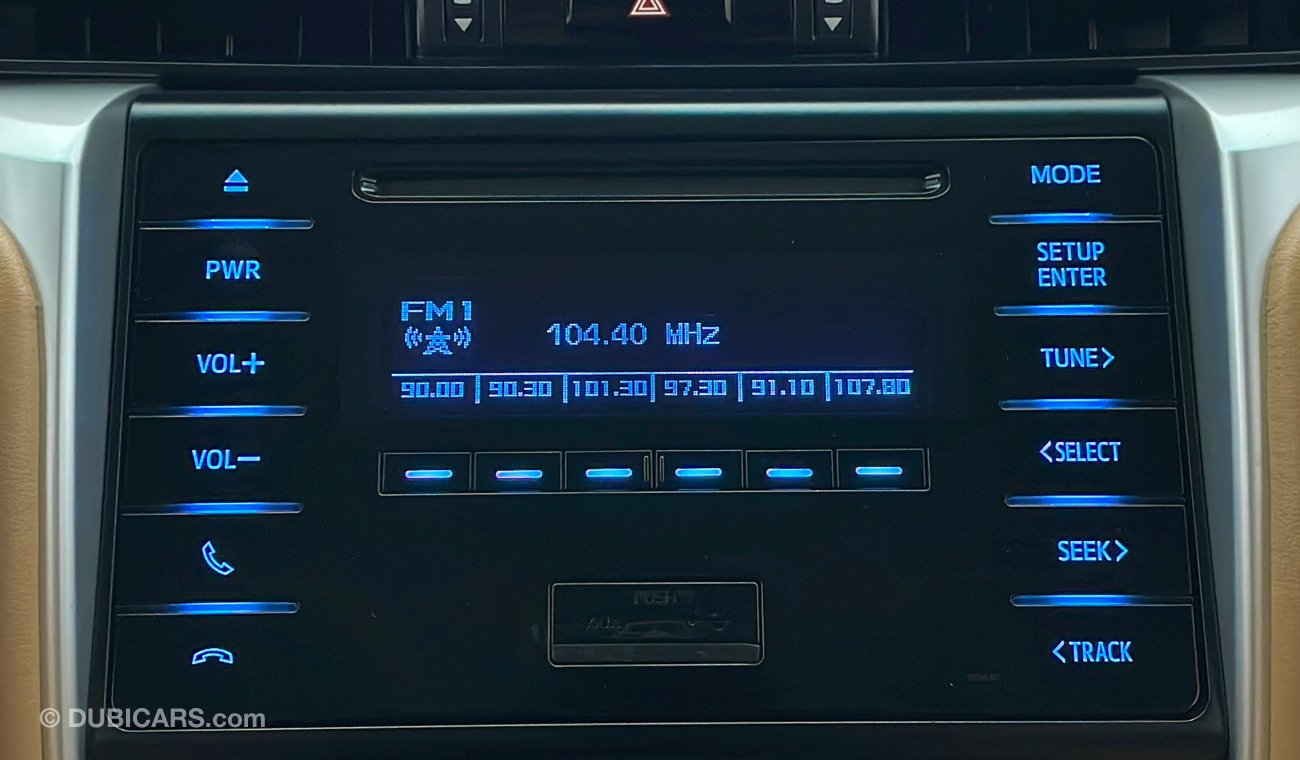 MODE
PWR
SETUP
ENTER
FM1
104.40 MHz
VOL+
TUNE>
90.00 | 90.30 | 101.30 | 97.30 | 91.10 | 107.80
VOL−
<SELECT
SEEK>
PUSH
<TRACK
© DUBICARS.com